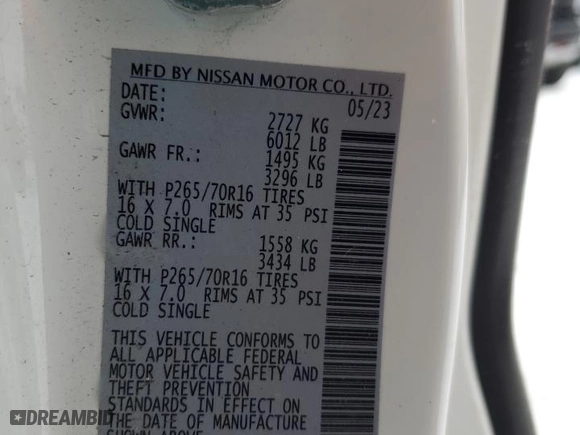 MFD BY NISSAN MOTOR CO., LTD.
DATE: 05/23
GVWR: 2727 KG
6012 LB
GAWR FR.: 1495 KG
3296 LB
WITH P265/70R16 TIRES
16 X 7.0 RIMS AT 35 PSI
COLD SINGLE
GAWR RR.: 1558 KG
3434 LB
WITH P265/70R16 TIRES
16 X 7.0 RIMS AT 35 PSI
COLD SINGLE
THIS VEHICLE CONFORMS TO
ALL APPLICABLE FEDERAL
MOTOR VEHICLE SAFETY AND
THEFT PREVENTION
STANDARDS IN EFFECT ON
THE DATE OF MANUFACTURE
SHOWN ABOVE
DREAMBID